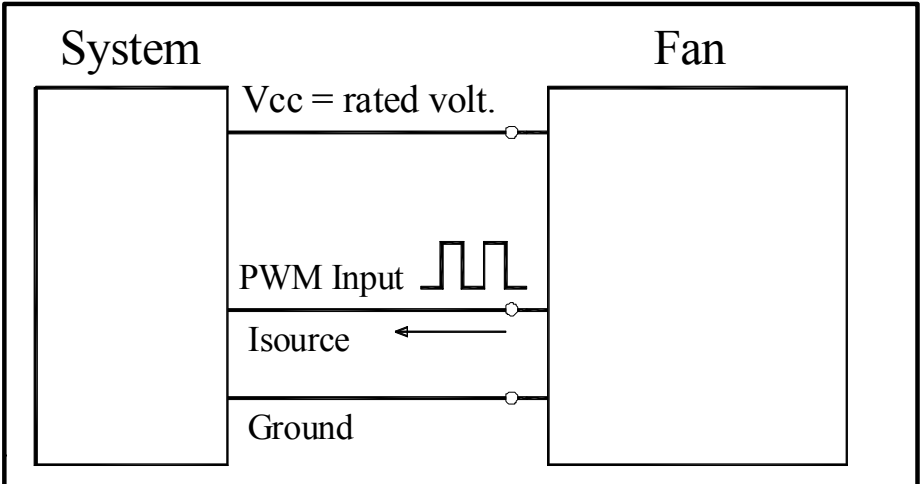 System
Fan
Vcc = rated volt.
PWM Input
Isource
Ground